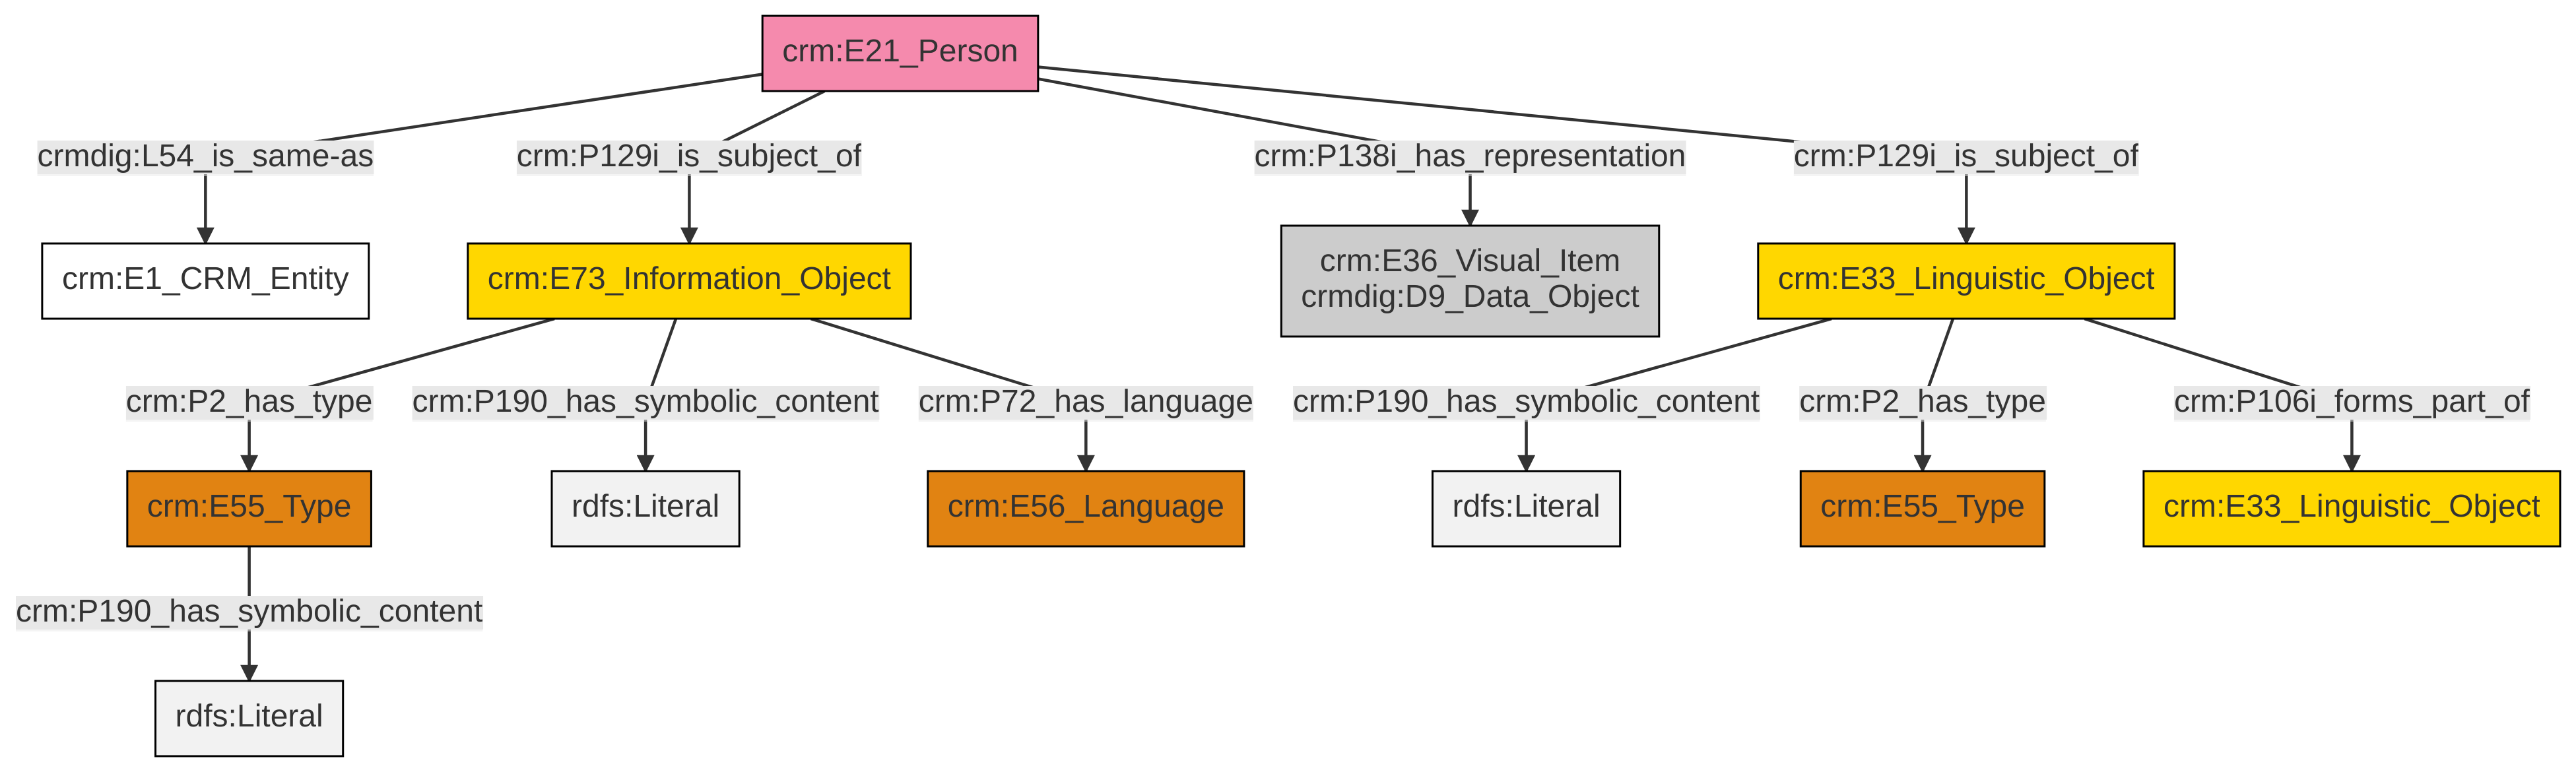 crm:E21_Person
crmdig:L54_is_same-as
crm:P129i_is_subject_of
crm:P138i_has_representation
crm:P129i_is_subject_of
crm:E1_CRM_Entity
crm:E73_Information_Object
crm:E36_Visual_Item
crmdig:D9_Data_Object
crm:E33_Linguistic_Object
crm:P2_has_type
crm:P190_has_symbolic_content
crm:P72_has_language
crm:P190_has_symbolic_content
crm:P2_has_type
crm:P106i_forms_part_of
crm:E55_Type
rdfs:Literal
crm:E56_Language
rdfs:Literal
crm:E55_Type
crm:E33_Linguistic_Object
crm:P190_has_symbolic_content
rdfs:Literal